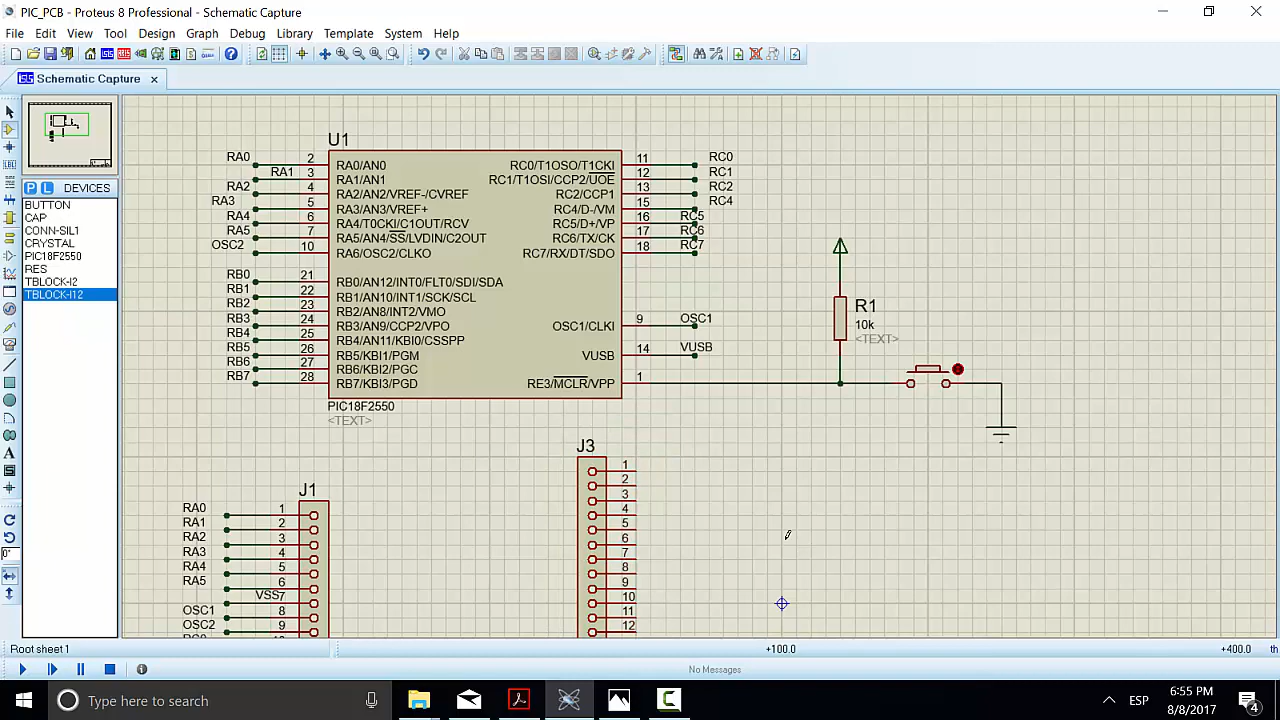 PIC_PCB - Proteus 8 Professional - Schematic Capture
File Edit View Tool Design Graph Debug Library Template System Help
Schematic Capture
P L DEVICES
BUTTON
CAP
CONN-SIL1
CRYSTAL
PIC18F2550
RES
TBLOCK-I2
TBLOCK-I12
0°
U1
RA0 2 RA0/AN0
RA1 3 RA1/AN1
RA2 4 RA2/AN2/VREF-/CVREF
RA3 5 RA3/AN3/VREF+
RA4 6 RA4/T0CKI/C1OUT/RCV
RA5 7 RA5/AN4/SS/LVDIN/C2OUT
OSC2 10 RA6/OSC2/CLKO
RB0 21 RB0/AN12/INT0/FLT0/SDI/SDA
RB1 22 RB1/AN10/INT1/SCK/SCL
RB2 23 RB2/AN8/INT2/VMO
RB3 24 RB3/AN9/CCP2/VPO
RB4 25 RB4/AN11/KBI0/CSSPP
RB5 26 RB5/KBI1/PGM
RB6 27 RB6/KBI2/PGC
RB7 28 RB7/KBI3/PGD
RC0/T1OSO/T1CKI 11 RC0
RC1/T1OSI/CCP2/UOE 12 RC1
RC2/CCP1 13 RC2
RC4/D-/VM 15 RC4
RC5/D+/VP 16 RC5
RC6/TX/CK 17 RC6
RC7/RX/DT/SDO 18 RC7
OSC1/CLKI 9 OSC1
VUSB 14 VUSB
RE3/MCLR/VPP 1
PIC18F2550
<TEXT>
R1
10k
<TEXT>
J1
RA0 1
RA1 2
RA2 3
RA3 4
RA4 5
RA5 6
VSS 7
OSC1 8
OSC2 9
J3
1
2
3
4
5
6
7
8
9
10
11
12
Root sheet 1
+100.0
+400.0 th
No Messages
Type here to search
ESP
6:55 PM
8/8/2017
4